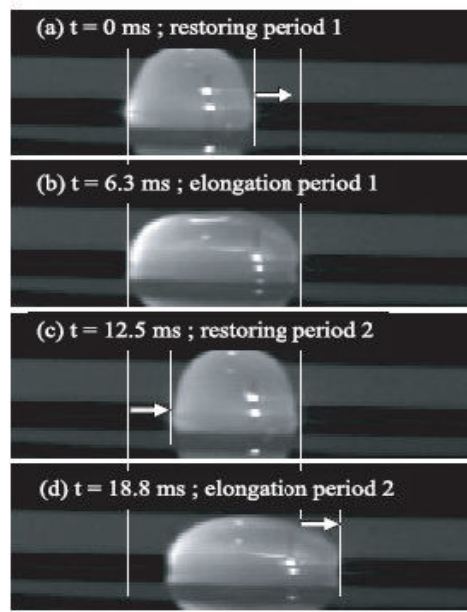 (a) t = 0 ms ; restoring period 1
(b) t = 6.3 ms ; elongation period 1
(c) t = 12.5 ms ; restoring period 2
(d) t = 18.8 ms ; elongation period 2